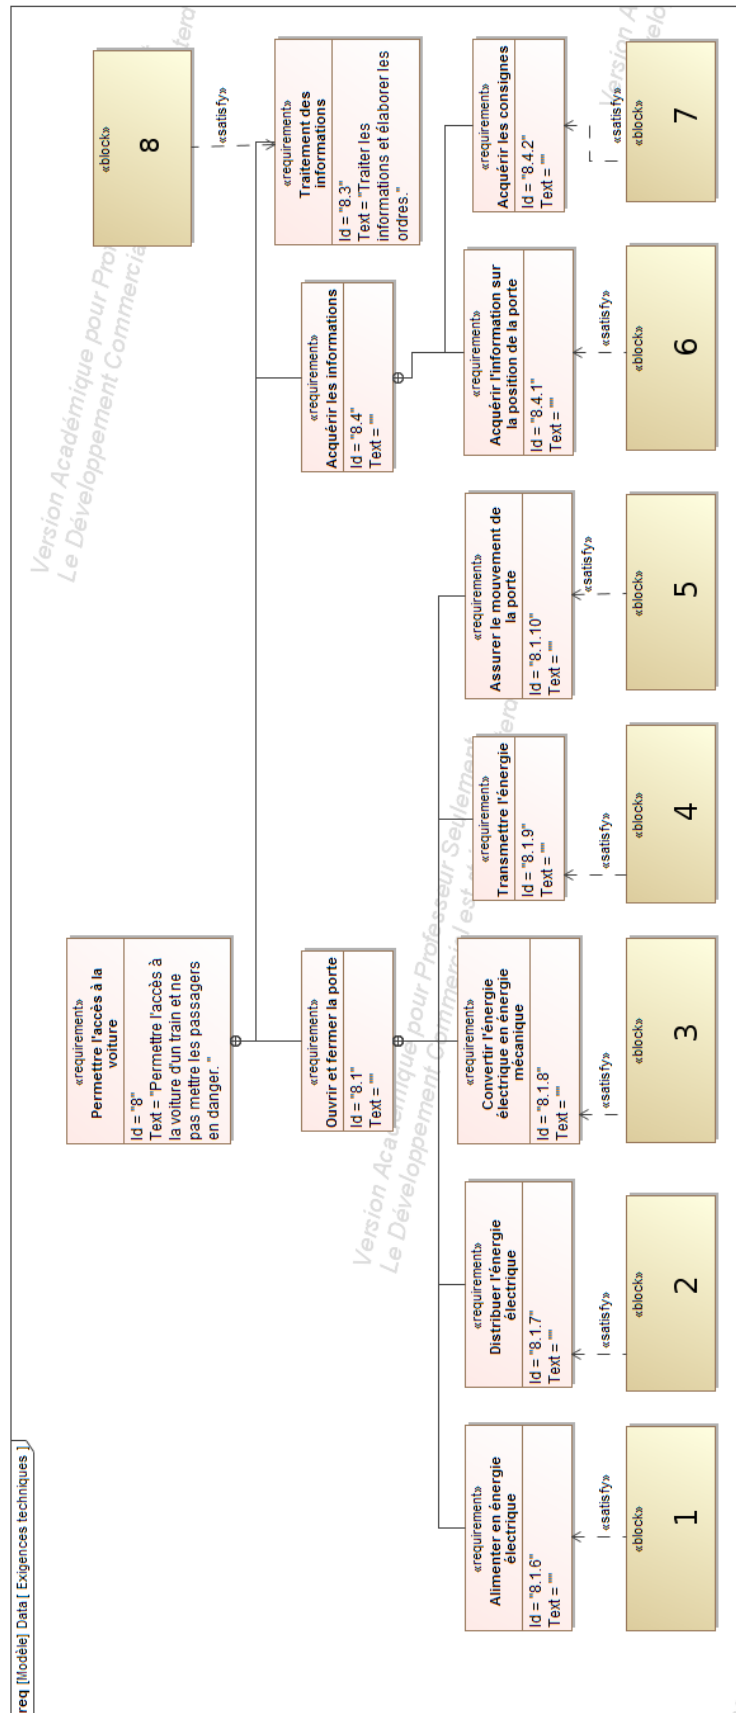 req [Modèle] Data [ Exigences techniques ]
«requirement»
Permettre l'accès à la
voiture
Id = "8"
Text = "Permettre l'accès à
la voiture d'un train et ne
pas mettre les passagers
en danger. "
«block»
8
«satisfy»
«requirement»
Ouvrir et fermer la porte
Id = "8.1"
Text = ""
«requirement»
Acquérir les informations
Id = "8.4"
Text = ""
«requirement»
Traitement des
informations
Id = "8.3"
Text = "Traiter les
informations et élaborer les
ordres."
«requirement»
Alimenter en énergie
électrique
Id = "8.1.6"
Text = ""
«requirement»
Distribuer l'énergie
électrique
Id = "8.1.7"
Text = ""
«requirement»
Convertir l'énergie
électrique en énergie
mécanique
Id = "8.1.8"
Text = ""
«requirement»
Transmettre l'énergie
Id = "8.1.9"
Text = ""
«requirement»
Assurer le mouvement de
la porte
Id = "8.1.10"
Text = ""
«requirement»
Acquérir l'information sur
la position de la porte
Id = "8.4.1"
Text = ""
«requirement»
Acquérir les consignes
Id = "8.4.2"
Text = ""
«satisfy»
«satisfy»
«satisfy»
«satisfy»
«satisfy»
«satisfy»
«satisfy»
«block»
1
«block»
2
«block»
3
«block»
4
«block»
5
«block»
6
«block»
7
Version Académique pour Professeur Seulement
Le Développement Commercial est
Version Académique pour
Le Développement Commercial
Version